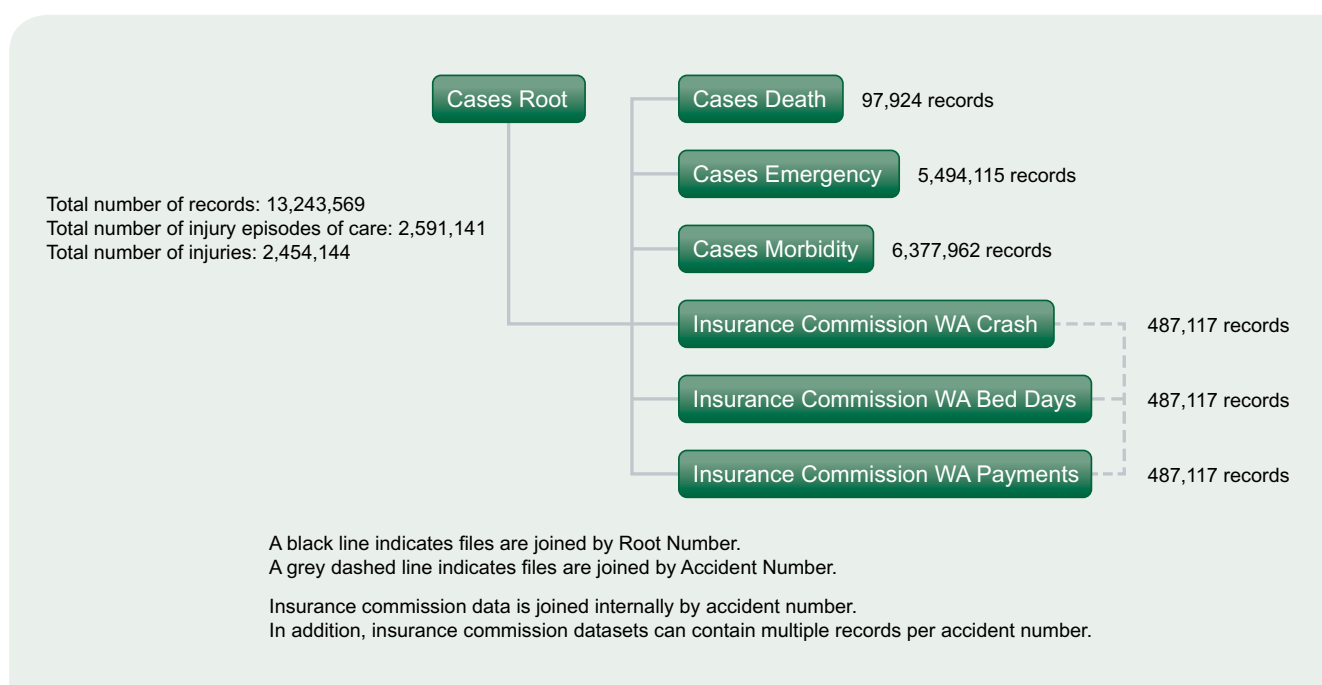 Cases Root
Cases Death
97,924 records
Cases Emergency
5,494,115 records
Total number of records: 13,243,569
Total number of injury episodes of care: 2,591,141
Total number of injuries: 2,454,144
Cases Morbidity
6,377,962 records
Insurance Commission WA Crash
487,117 records
Insurance Commission WA Bed Days
487,117 records
Insurance Commission WA Payments
487,117 records
A black line indicates files are joined by Root Number.
A grey dashed line indicates files are joined by Accident Number.
Insurance commission data is joined internally by accident number.
In addition, insurance commission datasets can contain multiple records per accident number.